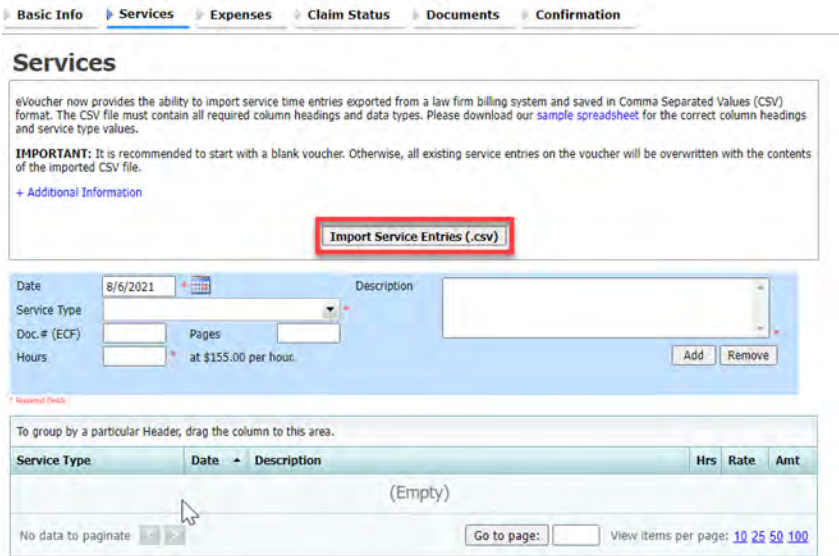 Basic Info Services Expenses Claim Status Documents Confirmation
Services
eVoucher now provides the ability to import service time entries exported from a law firm billing system and saved in Comma Separated Values (CSV)
format. The CSV file must contain all required column headings and data types. Please download our sample spreadsheet for the correct column headings
and service type values.
IMPORTANT: It is recommended to start with a blank voucher. Otherwise, all existing service entries on the voucher will be overwritten with the contents
of the imported CSV file.
+ Additional Information
Import Service Entries (.csv)
Date 8/6/2021 * Description
Service Type *
Doc.# (ECF) Pages *
Hours * at $155.00 per hour. Add Remove
* Required Fields
To group by a particular Header, drag the column to this area.
Service Type Date Description Hrs Rate Amt
(Empty)
No data to paginate < > Go to page: View items per page: 10 25 50 100